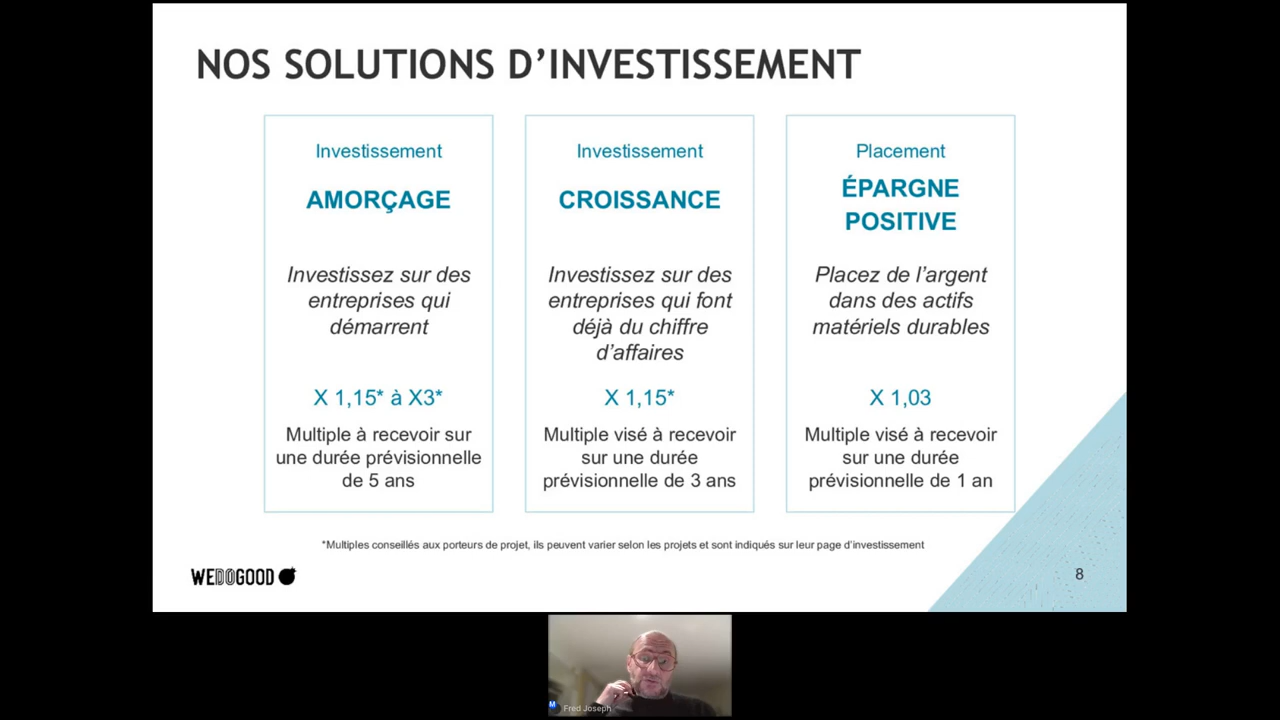 NOS SOLUTIONS D’INVESTISSEMENT
Investissement
AMORÇAGE
Investissez sur des
entreprises qui
démarrent
X 1,15* à X3*
Multiple à recevoir sur
une durée prévisionnelle
de 5 ans
Investissement
CROISSANCE
Investissez sur des
entreprises qui font
déjà du chiffre
d’affaires
X 1,15*
Multiple visé à recevoir
sur une durée
prévisionnelle de 3 ans
Placement
ÉPARGNE
POSITIVE
Placez de l’argent
dans des actifs
matériels durables
X 1,03
Multiple visé à recevoir
sur une durée
prévisionnelle de 1 an
*Multiples conseillés aux porteurs de projet, ils peuvent varier selon les projets et sont indiqués sur leur page d’investissement
WEDOGOOD
8
M
Fred Joseph